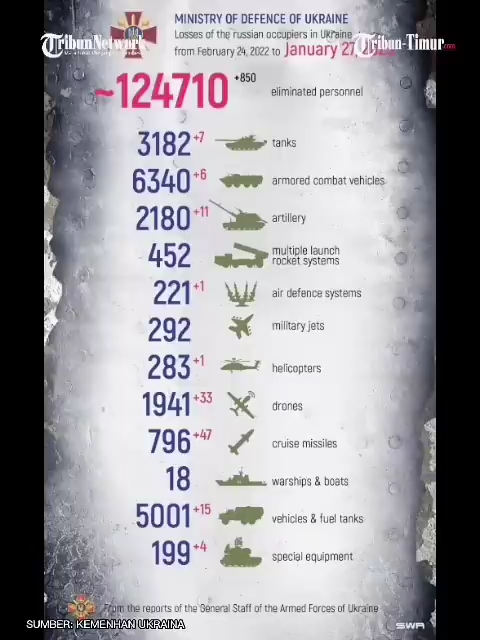 MINISTRY OF DEFENCE OF UKRAINE
Losses of the russian occupiers in Ukraine
from February 24, 2022 to January 27,
TribunNetwork
Tribun-Timur.com
~124710 +850 eliminated personnel
3182 +7 tanks
6340 +6 armored combat vehicles
2180 +11 artillery
452 multiple launch
rocket systems
221 +1 air defence systems
292 military jets
283 +1 helicopters
1941 +33 drones
796 +47 cruise missiles
18 warships & boats
5001 +15 vehicles & fuel tanks
199 +4 special equipment
From the reports of the General Staff of the Armed Forces of Ukraine
SUMBER: KEMENHAN UKRAINA
SWA